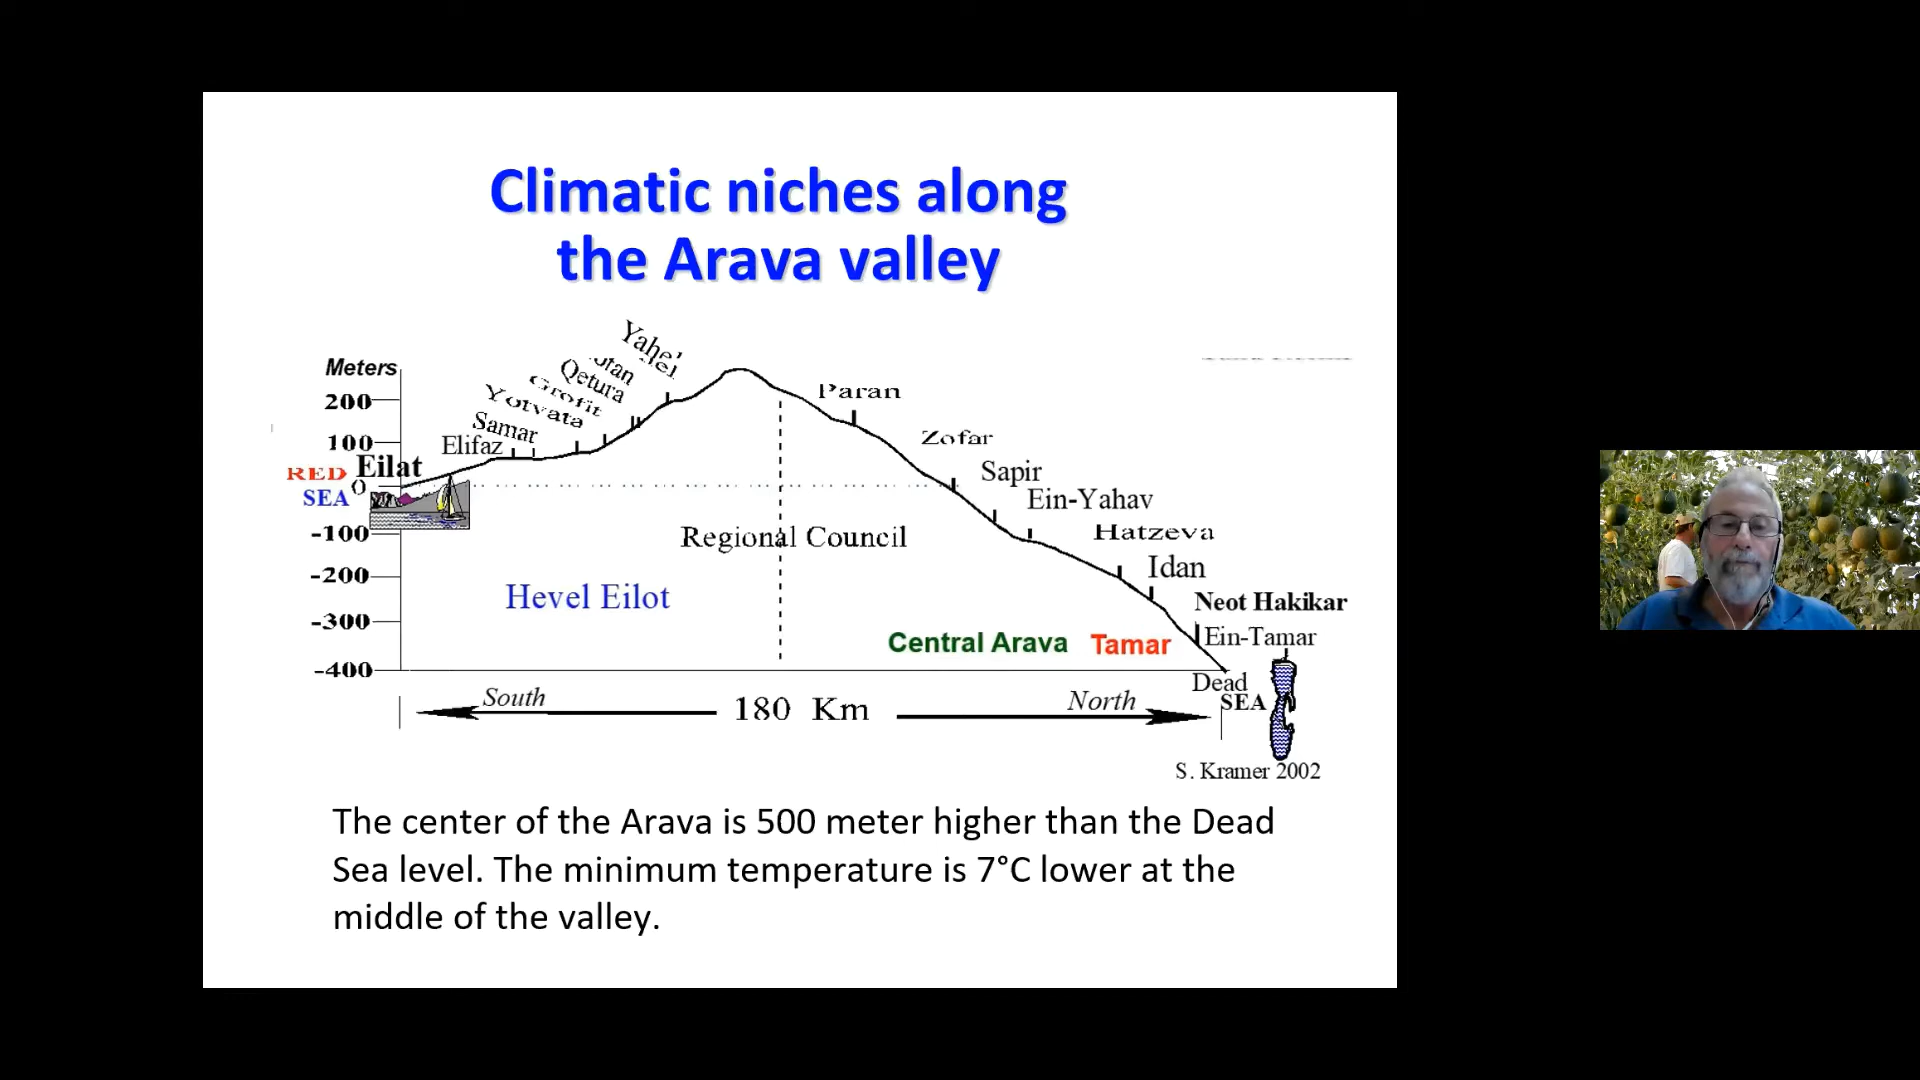 Climatic niches along
the Arava valley
Meters
200
100
0
-100
-200
-300
-400
RED
SEA
Eilat
Elifaz
Samar
Yotvata
Grofit
Qetura
Yahel
Paran
Zofar
Sapir
Ein-Yahav
Hatzeva
Idan
Neot Hakikar
Ein-Tamar
Regional Council
Hevel Eilot
Central Arava
Tamar
Dead
SEA
South
180 Km
North
S. Kramer 2002
The center of the Arava is 500 meter higher than the Dead
Sea level. The minimum temperature is 7°C lower at the
middle of the valley.